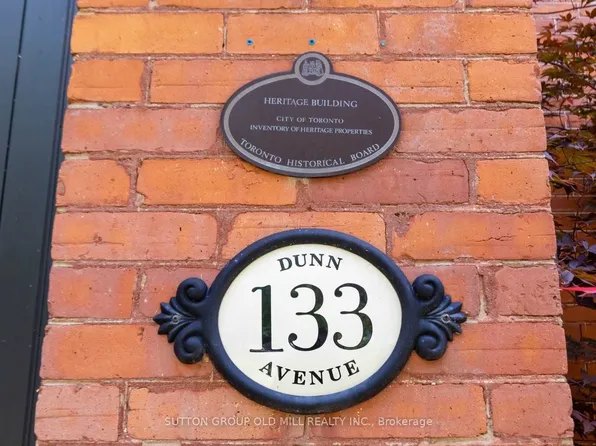 HERITAGE BUILDING
CITY OF TORONTO
INVENTORY OF HERITAGE PROPERTIES
TORONTO HISTORICAL BOARD
DUNN
133
AVENUE
SUTTON GROUP OLD MILL REALTY INC., Brokerage